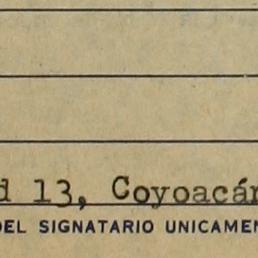 d 13, Coyoacán
DEL SIGNATARIO UNICAMEN